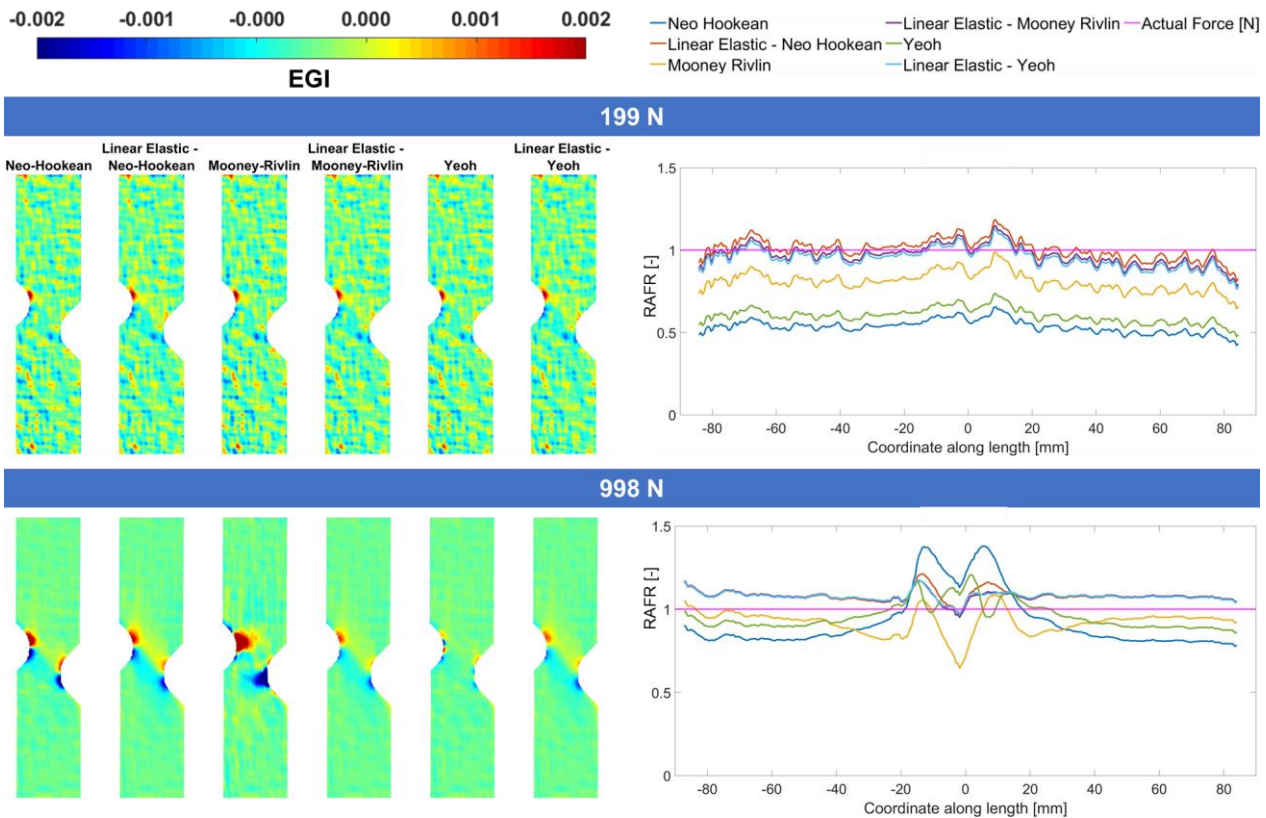 -0.002 -0.001 -0.000 0.000 0.001 0.002
EGI
Neo Hookean
Linear Elastic - Neo Hookean
Mooney Rivlin
Linear Elastic - Mooney Rivlin
Yeoh
Linear Elastic - Yeoh
Actual Force [N]
199 N
Neo-Hookean
Linear Elastic -
Neo-Hookean
Mooney-Rivlin
Linear Elastic -
Mooney-Rivlin
Yeoh
Linear Elastic -
Yeoh
RAFR [-]
1.5
1
0.5
0
-80 -60 -40 -20 0 20 40 60 80
Coordinate along length [mm]
998 N
RAFR [-]
1.5
1
0.5
0
-80 -60 -40 -20 0 20 40 60 80
Coordinate along length [mm]